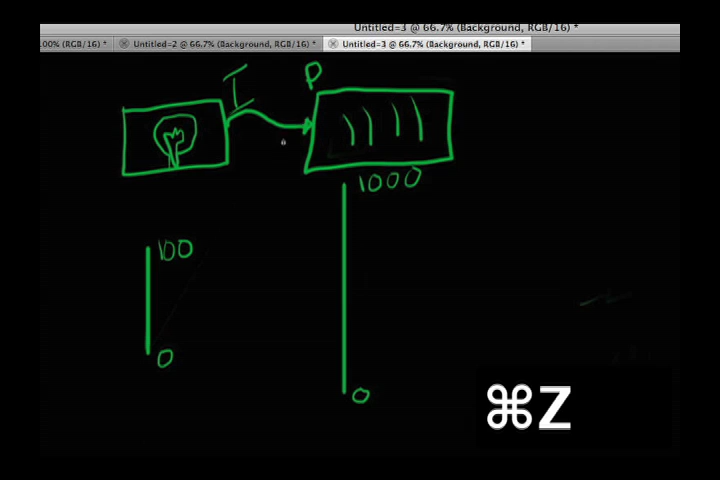 Untitled-3 @ 66.7% (Background, RGB/16) *
.00% (RGB/16) *
Untitled-2 @ 66.7% (Background, RGB/16) *
Untitled-3 @ 66.7% (Background, RGB/16) *
I
P
1000
100
0
0
⌘Z